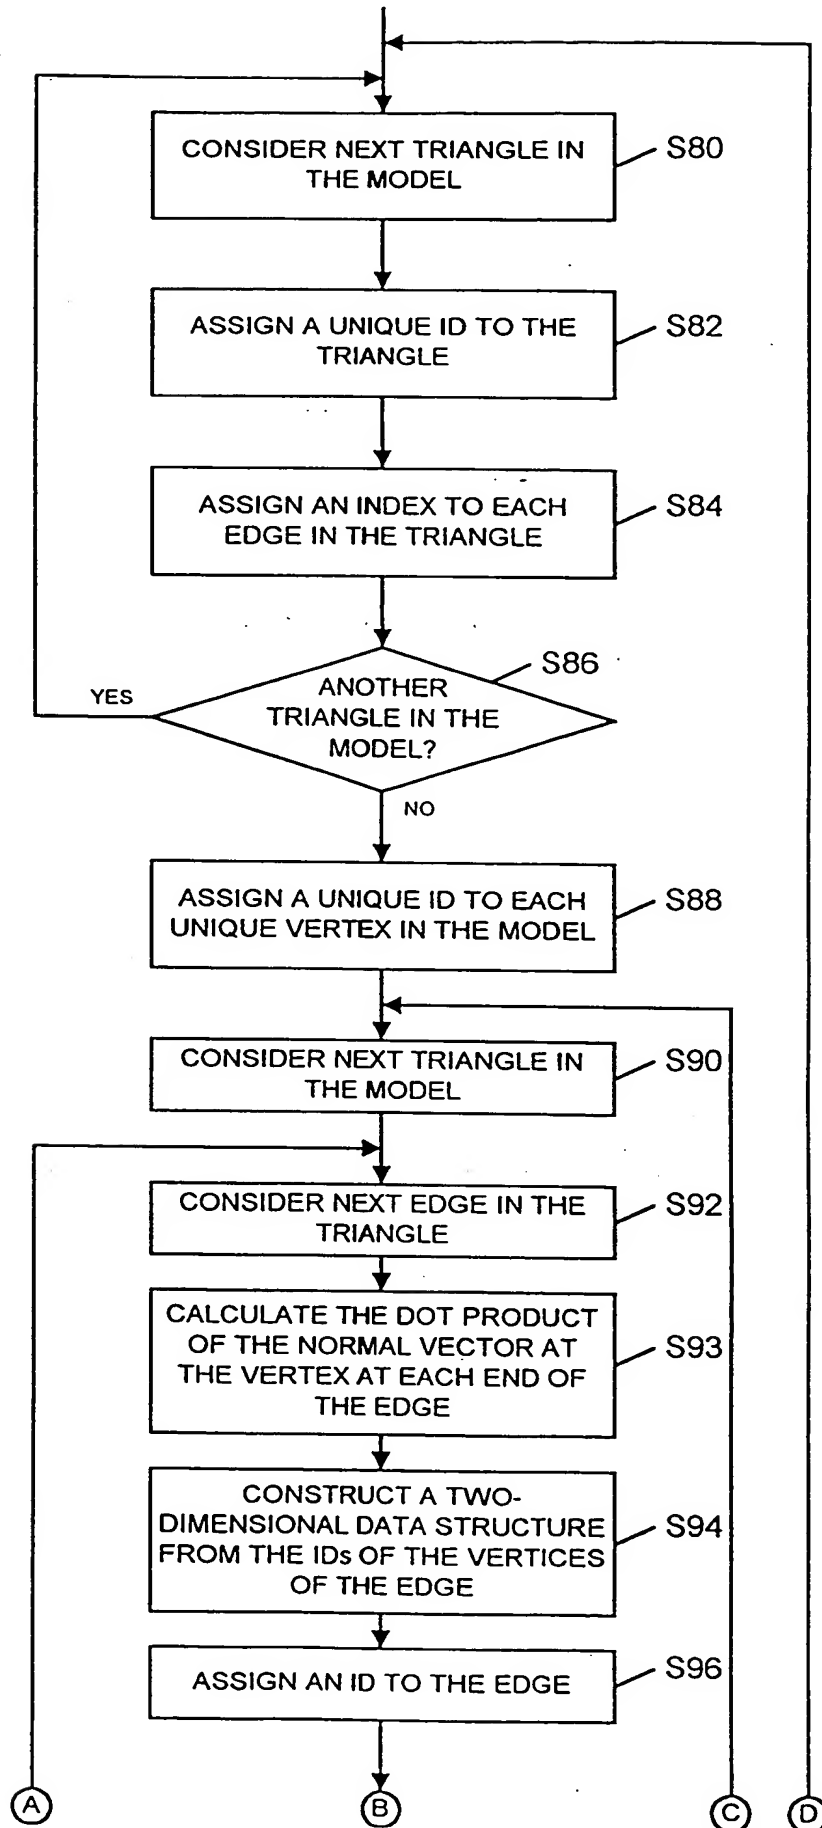 CONSIDER NEXT TRIANGLE IN
THE MODEL
S80
ASSIGN A UNIQUE ID TO THE
TRIANGLE
S82
ASSIGN AN INDEX TO EACH
EDGE IN THE TRIANGLE
S84
S86
ANOTHER
TRIANGLE IN THE
MODEL?
YES
NO
ASSIGN A UNIQUE ID TO EACH
UNIQUE VERTEX IN THE MODEL
S88
CONSIDER NEXT TRIANGLE IN
THE MODEL
S90
CONSIDER NEXT EDGE IN THE
TRIANGLE
S92
CALCULATE THE DOT PRODUCT
OF THE NORMAL VECTOR AT
THE VERTEX AT EACH END OF
THE EDGE
S93
CONSTRUCT A TWO-
DIMENSIONAL DATA STRUCTURE
FROM THE IDs OF THE VERTICES
OF THE EDGE
S94
ASSIGN AN ID TO THE EDGE
S96
A
B
C
D